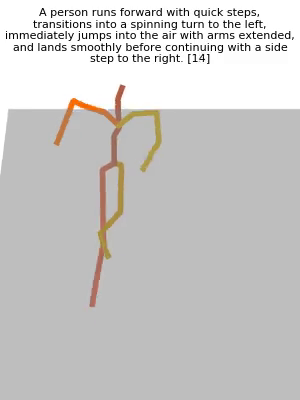 A person runs forward with quick steps,
transitions into a spinning turn to the left,
immediately jumps into the air with arms extended,
and lands smoothly before continuing with a side
step to the right. [14]